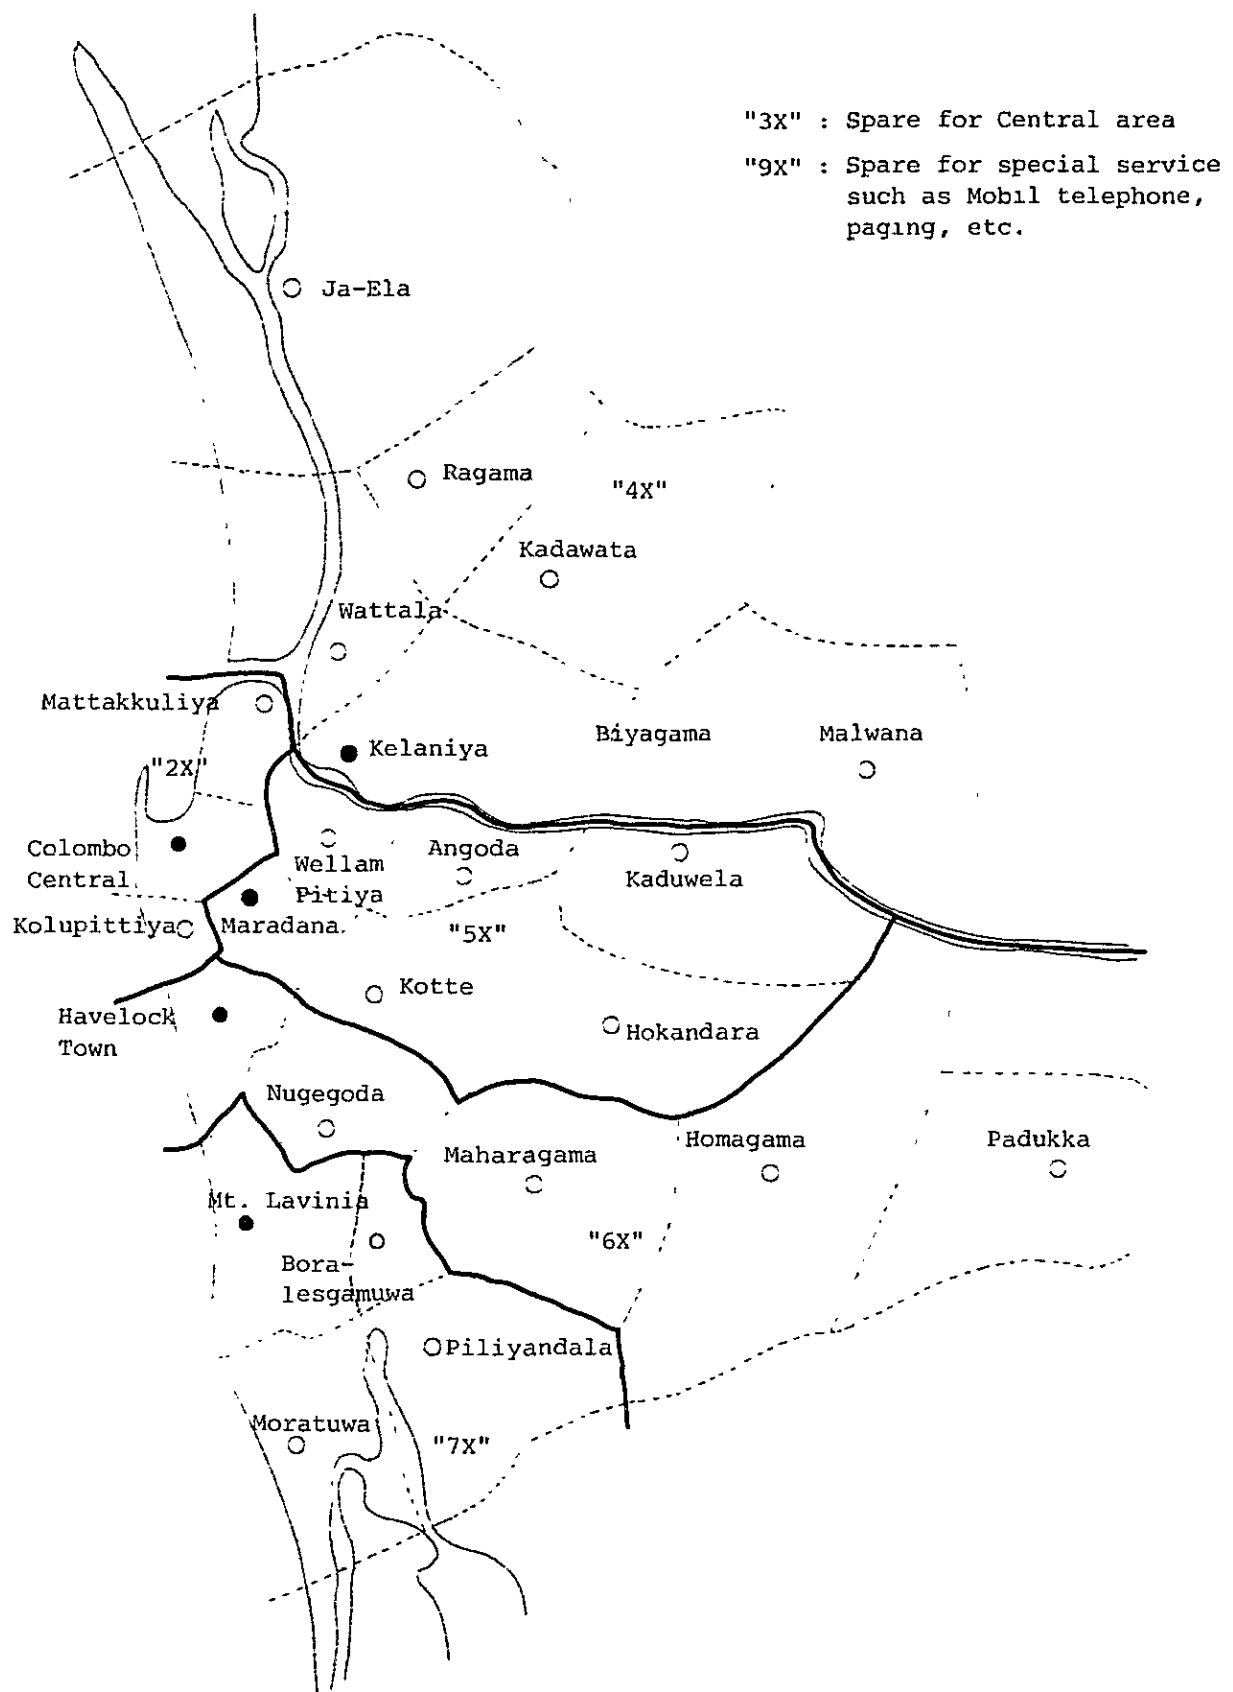 "3X" : Spare for Central area
"9X" : Spare for special service
such as Mobil telephone,
paging, etc.
Ja-Ela
Ragama
"4X"
Kadawata
Wattala
Mattakkuliya
Biyagama
Malwana
Kelaniya
"2X"
Colombo
Central
Wellam
Pitiya
Angoda
Kaduwela
Kolupittiya
Maradana
"5X"
Kotte
Havelock
Town
Hokandara
Nugegoda
Maharagama
Homagama
Padukka
Mt. Lavinia
"6X"
Bora-
lesgamuwa
Piliyandala
Moratuwa
"7X"